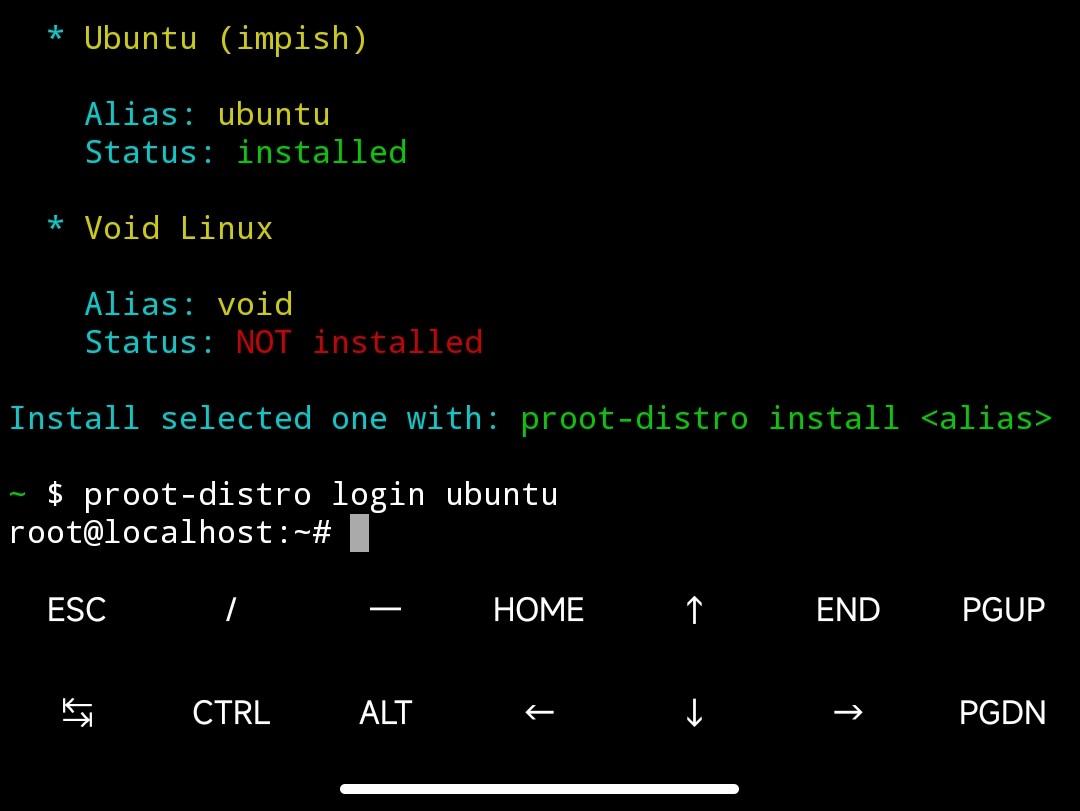 * Ubuntu (impish)
Alias: ubuntu
Status: installed
* Void Linux
Alias: void
Status: NOT installed
Install selected one with: proot-distro install <alias>
~ $ proot-distro login ubuntu
root@localhost:~#
ESC / — HOME ↑ END PGUP
↹ CTRL ALT ← ↓ → PGDN